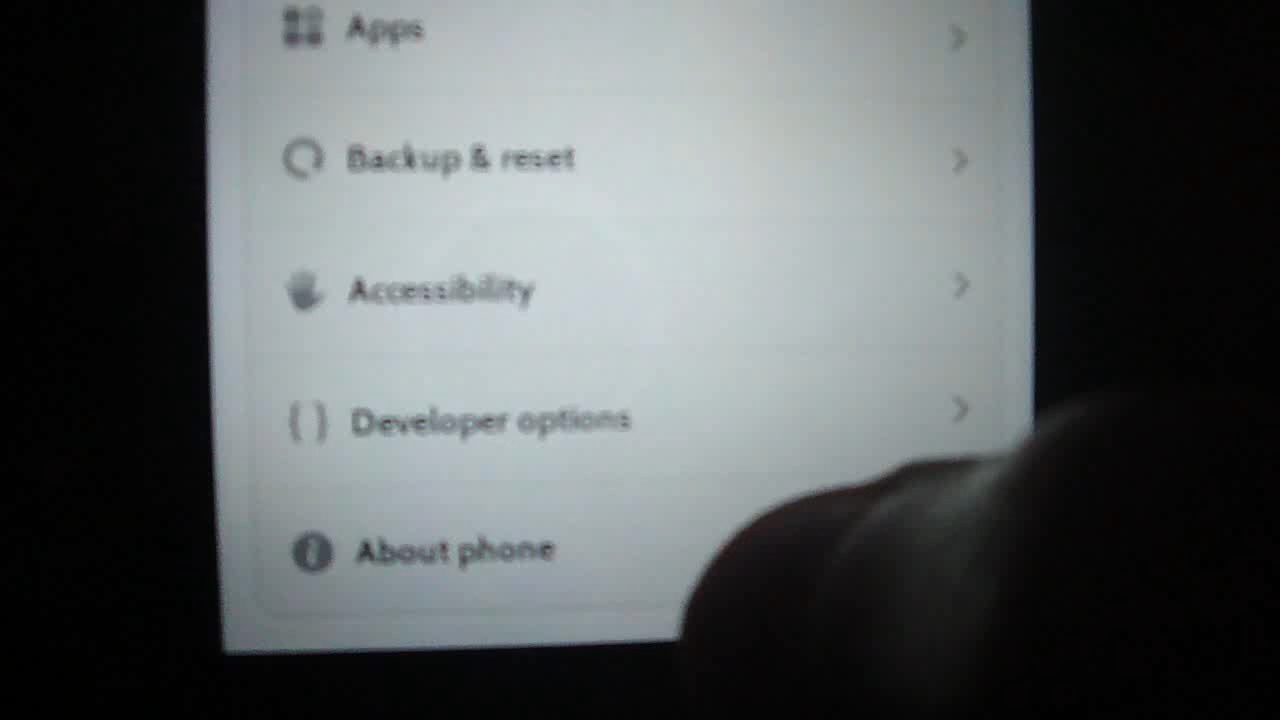 Apps
Backup & reset
Accessibility
Developer options
About phone